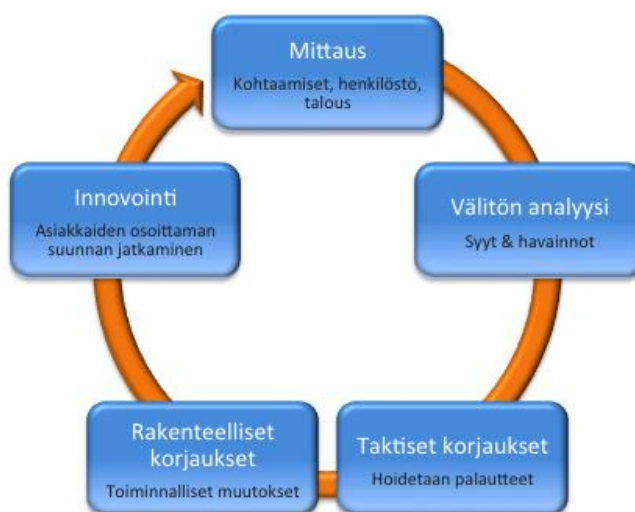 Mittaus
Kohtaamiset, henkilöstö,
talous
Välitön analyysi
Syyt & havainnot
Taktiset korjaukset
Hoidetaan palautteet
Rakenteelliset
korjaukset
Toiminnalliset muutokset
Innovointi
Asiakkaiden osoittaman
suunnan jatkaminen